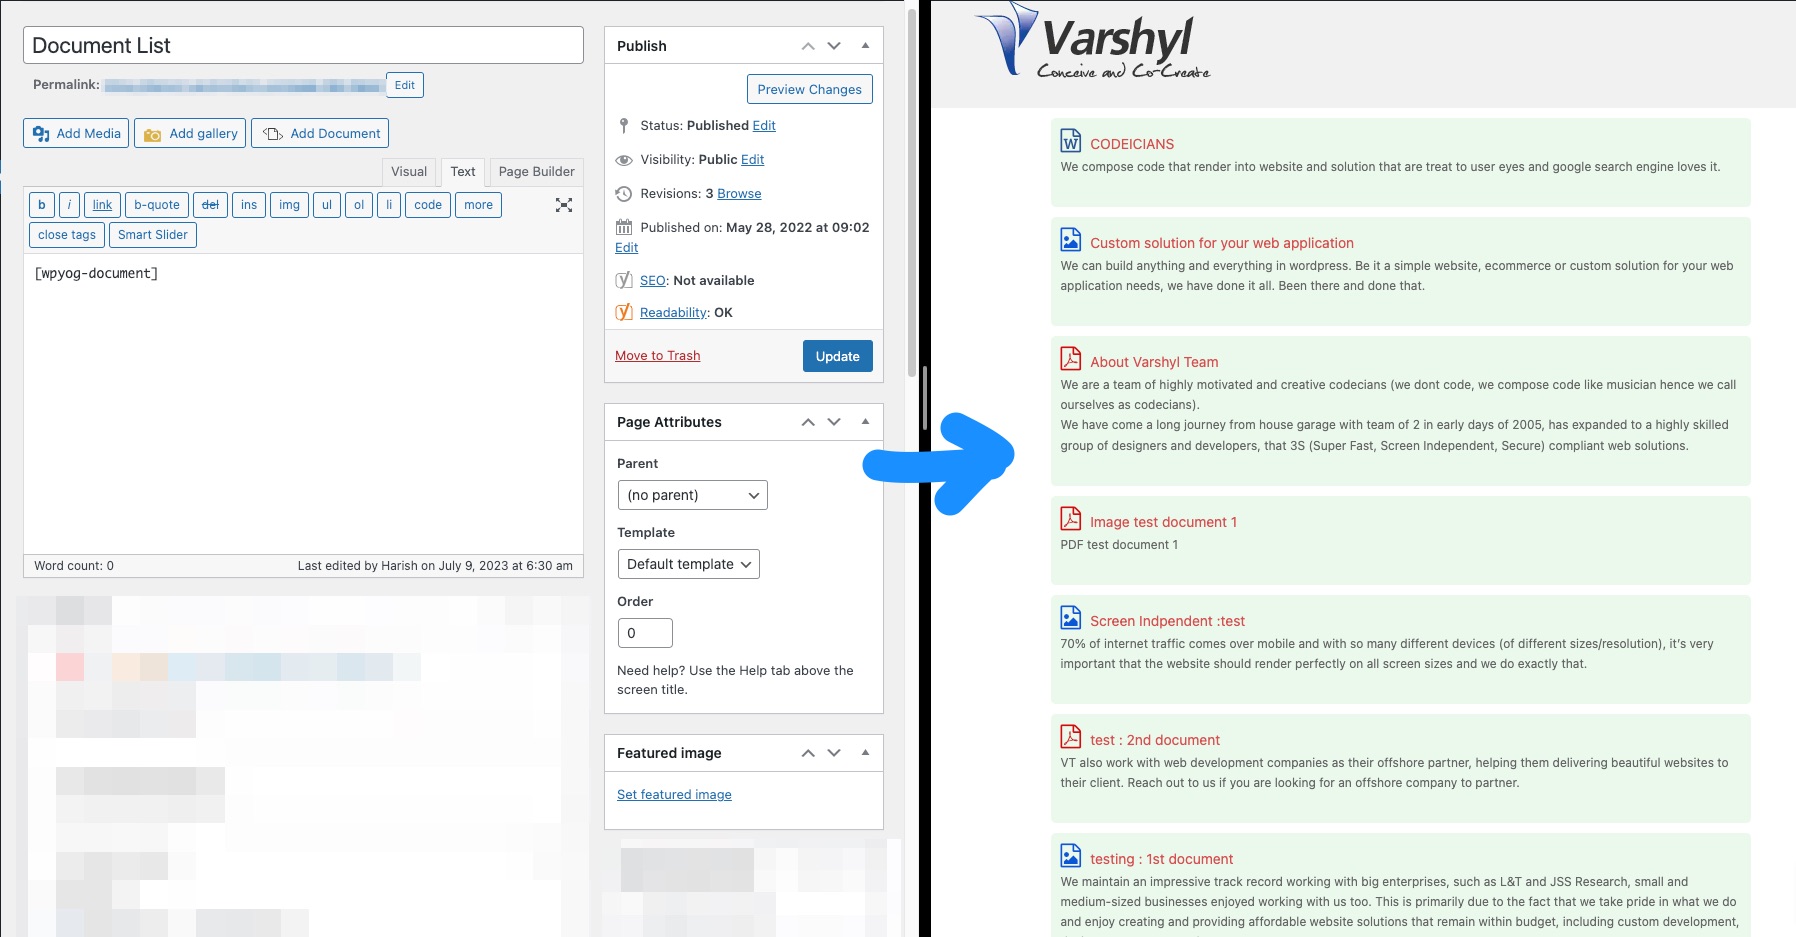 Document List
Permalink:
Edit
Add Media
Add gallery
Add Document
Visual
Text
Page Builder
b
i
link
b-quote
del
ins
img
ul
ol
li
code
more
close tags
Smart Slider
[wpyog-document]
Word count: 0
Last edited by Harish on July 9, 2023 at 6:30 am
Publish
Preview Changes
Status: Published Edit
Visibility: Public Edit
Revisions: 3 Browse
Published on: May 28, 2022 at 09:02
Edit
SEO: Not available
Readability: OK
Move to Trash
Update
Page Attributes
Parent
(no parent)
Template
Default template
Order
0
Need help? Use the Help tab above the
screen title.
Featured image
Set featured image
Varshyl
Conceive and Co-Create
CODEICIANS
We compose code that render into website and solution that are treat to user eyes and google search engine loves it.
Custom solution for your web application
We can build anything and everything in wordpress. Be it a simple website, ecommerce or custom solution for your web
application needs, we have done it all. Been there and done that.
About Varshyl Team
We are a team of highly motivated and creative codecians (we dont code, we compose code like musician hence we call
ourselves as codecians).
We have come a long journey from house garage with team of 2 in early days of 2005, has expanded to a highly skilled
group of designers and developers, that 3S (Super Fast, Screen Independent, Secure) compliant web solutions.
Image test document 1
PDF test document 1
Screen Indpendent :test
70% of internet traffic comes over mobile and with so many different devices (of different sizes/resolution), it's very
important that the website should render perfectly on all screen sizes and we do exactly that.
test : 2nd document
VT also work with web development companies as their offshore partner, helping them delivering beautiful websites to
their client. Reach out to us if you are looking for an offshore company to partner.
testing : 1st document
We maintain an impressive track record working with big enterprises, such as L&T and JSS Research, small and
medium-sized businesses enjoyed working with us too. This is primarily due to the fact that we take pride in what we do
and enjoy creating and providing affordable website solutions that remain within budget, including custom development,